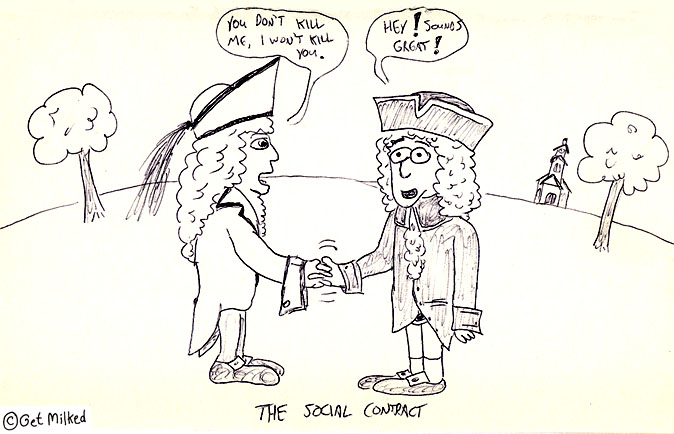 YOU DON'T KILL
ME, I WON'T KILL
YOU.
HEY! SOUNDS
GREAT!
THE SOCIAL CONTRACT
©Get Milked